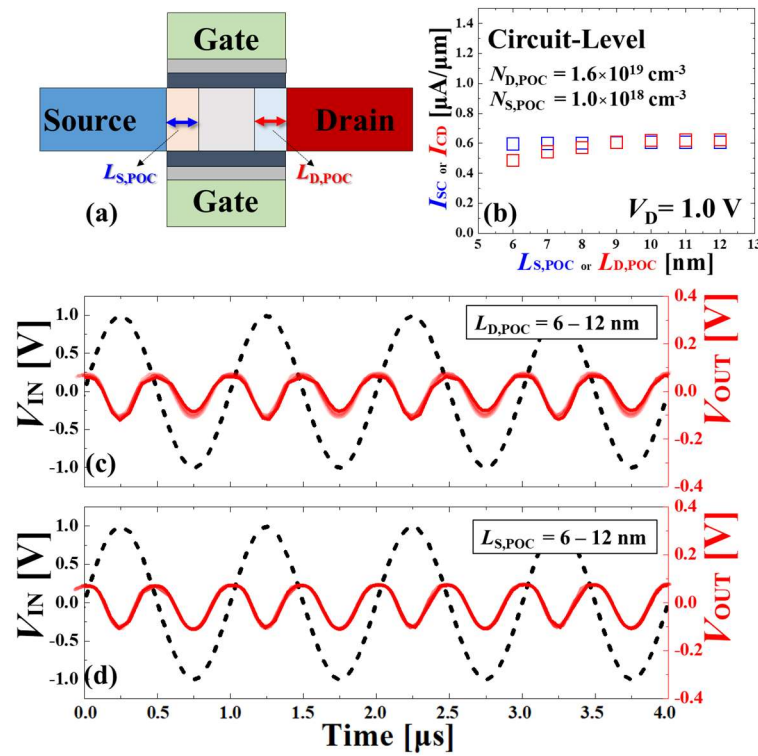 (a)
Gate
Source
Drain
L_S,POC
L_D,POC
Gate
I_SC or I_CD [μA/μm]
1.4
1.2
1.0
0.8
0.6
0.4
0.2
0.0
Circuit-Level
N_D,POC = 1.6×10^19 cm^-3
N_S,POC = 1.0×10^18 cm^-3
(b)
V_D= 1.0 V
5 6 7 8 9 10 11 12 13
L_S,POC or L_D,POC [nm]
V_IN [V]
1.0
0.5
0.0
-0.5
-1.0
(c)
L_D,POC = 6 – 12 nm
0.4
0.2
0.0
-0.2
-0.4
V_OUT [V]
V_IN [V]
1.0
0.5
0.0
-0.5
-1.0
(d)
L_S,POC = 6 – 12 nm
0.4
0.2
0.0
-0.2
-0.4
V_OUT [V]
0.0 0.5 1.0 1.5 2.0 2.5 3.0 3.5 4.0
Time [μs]